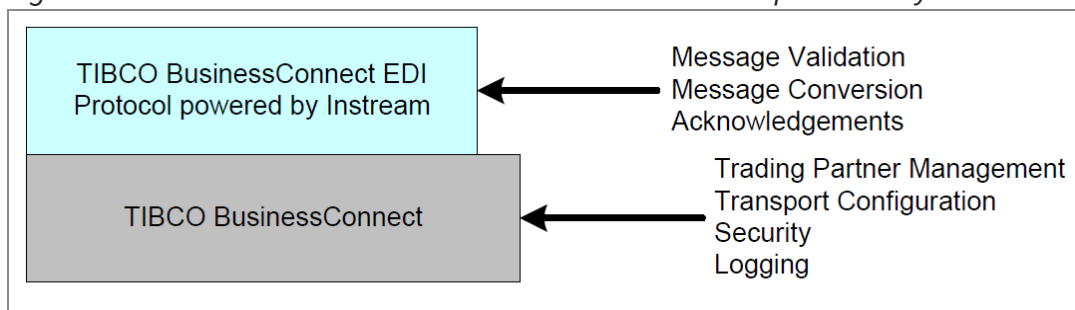 TIBCO BusinessConnect EDI
Protocol powered by Instream
Message Validation
Message Conversion
Acknowledgements
TIBCO BusinessConnect
Trading Partner Management
Transport Configuration
Security
Logging